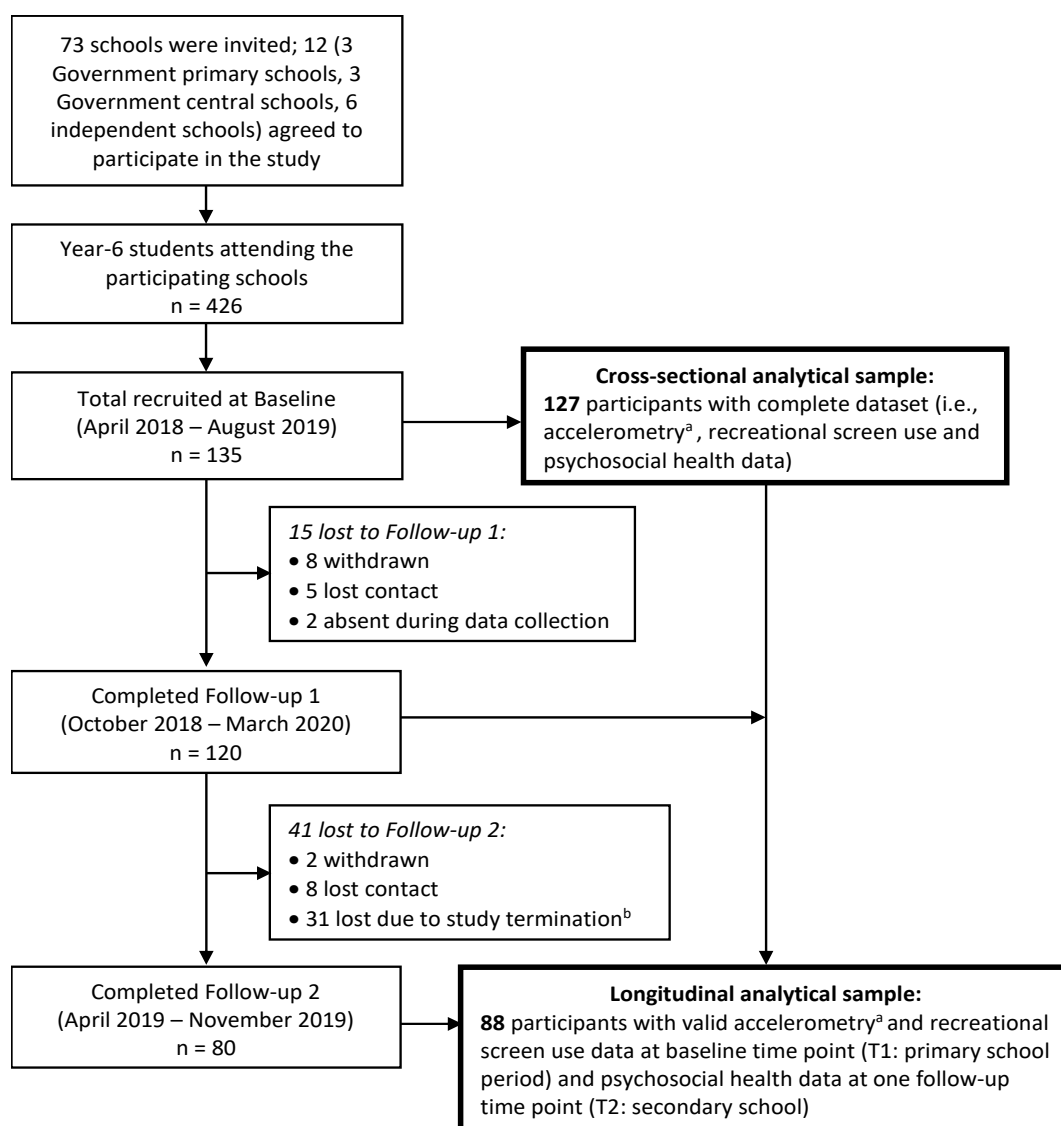 73 schools were invited; 12 (3
Government primary schools, 3
Government central schools, 6
independent schools) agreed to
participate in the study
Year-6 students attending the
participating schools
n = 426
Total recruited at Baseline
(April 2018 – August 2019)
n = 135
Cross-sectional analytical sample:
127 participants with complete dataset (i.e.,
accelerometryᵃ , recreational screen use and
psychosocial health data)
15 lost to Follow-up 1:
• 8 withdrawn
• 5 lost contact
• 2 absent during data collection
Completed Follow-up 1
(October 2018 – March 2020)
n = 120
41 lost to Follow-up 2:
• 2 withdrawn
• 8 lost contact
• 31 lost due to study terminationᵇ
Completed Follow-up 2
(April 2019 – November 2019)
n = 80
Longitudinal analytical sample:
88 participants with valid accelerometryᵃ and recreational
screen use data at baseline time point (T1: primary school
period) and psychosocial health data at one follow-up
time point (T2: secondary school)